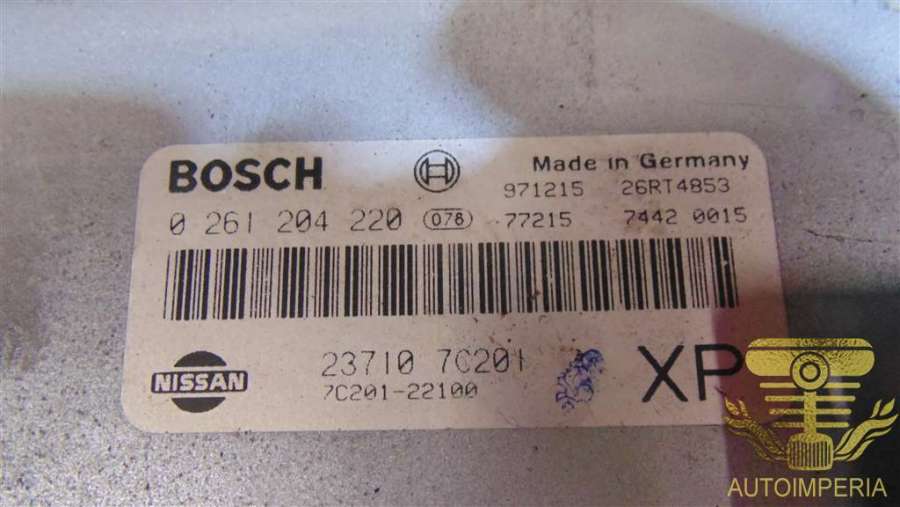 BOSCH
Made in Germany
971215 26RT4853
0 261 204 220 078 77215 7442 0015
NISSAN
23710 7C201 XP
7C201-22100
AUTOIMPERIA